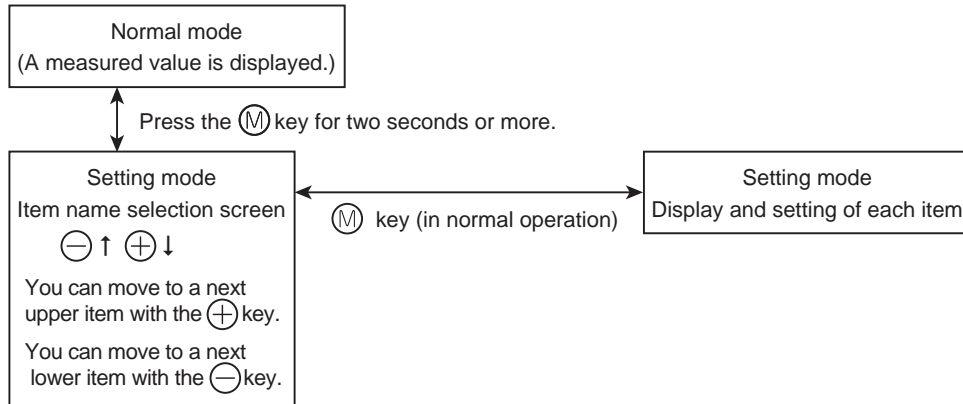 Normal mode
(A measured value is displayed.)
Press the Ⓜ key for two seconds or more.
Setting mode
Item name selection screen
⊖ ↑ ⊕ ↓
You can move to a next
upper item with the ⊕ key.
You can move to a next
lower item with the ⊖ key.
Ⓜ key (in normal operation)
Setting mode
Display and setting of each item